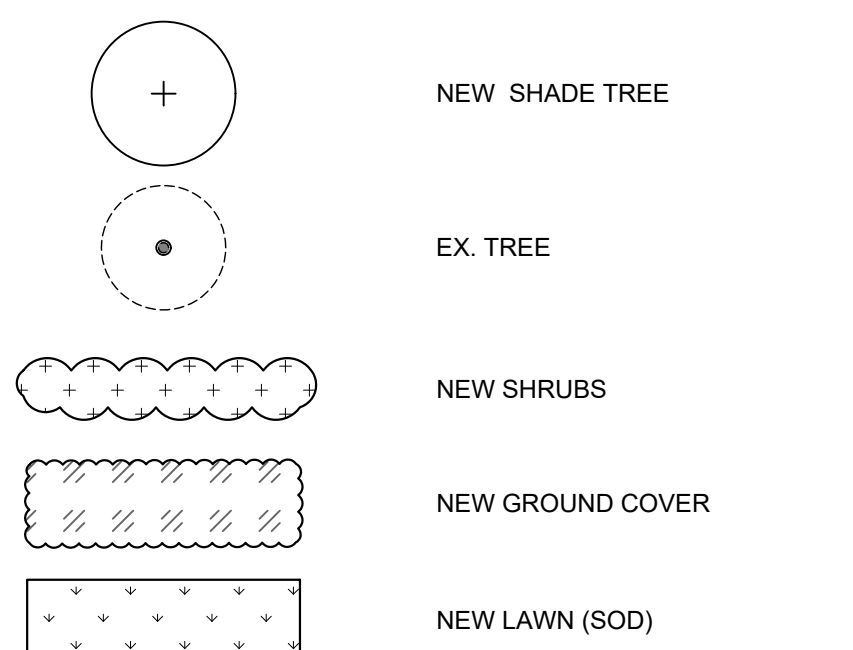 NEW  SHADE TREE
EX. TREE
NEW SHRUBS
NEW GROUND COVER
NEW LAWN (SOD)